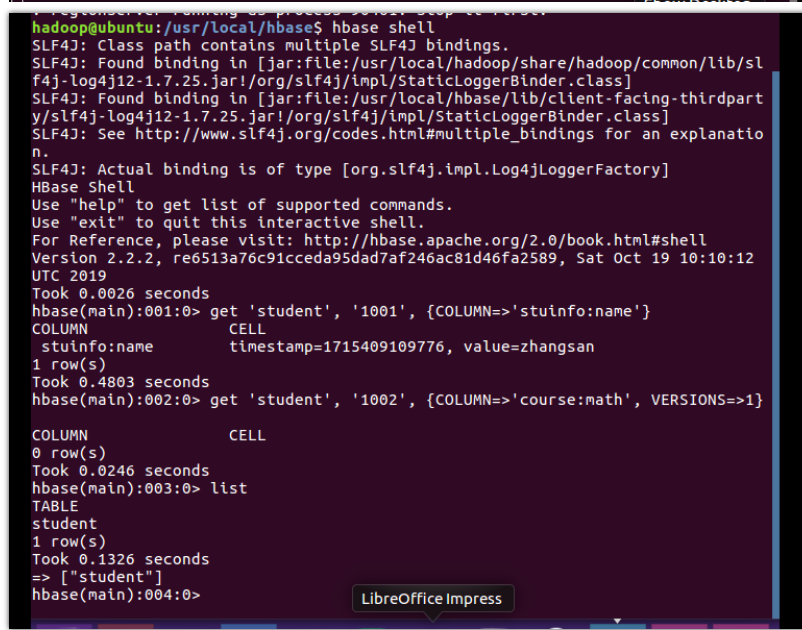 hadoop@ubuntu:/usr/local/hbase$ hbase shell
SLF4J: Class path contains multiple SLF4J bindings.
SLF4J: Found binding in [jar:file:/usr/local/hadoop/share/hadoop/common/lib/sl
f4j-log4j12-1.7.25.jar!/org/slf4j/impl/StaticLoggerBinder.class]
SLF4J: Found binding in [jar:file:/usr/local/hbase/lib/client-facing-thirdpart
y/slf4j-log4j12-1.7.25.jar!/org/slf4j/impl/StaticLoggerBinder.class]
SLF4J: See http://www.slf4j.org/codes.html#multiple_bindings for an explanatio
n.
SLF4J: Actual binding is of type [org.slf4j.impl.Log4jLoggerFactory]
HBase Shell
Use "help" to get list of supported commands.
Use "exit" to quit this interactive shell.
For Reference, please visit: http://hbase.apache.org/2.0/book.html#shell
Version 2.2.2, re6513a76c91cceda95dad7af246ac81d46fa2589, Sat Oct 19 10:10:12
UTC 2019
Took 0.0026 seconds
hbase(main):001:0> get 'student', '1001', {COLUMN=>'stuinfo:name'}
COLUMN CELL
stuinfo:name timestamp=1715409109776, value=zhangsan
1 row(s)
Took 0.4803 seconds
hbase(main):002:0> get 'student', '1002', {COLUMN=>'course:math', VERSIONS=>1}
COLUMN CELL
0 row(s)
Took 0.0246 seconds
hbase(main):003:0> list
TABLE
student
1 row(s)
Took 0.1326 seconds
=> ["student"]
hbase(main):004:0>
LibreOffice Impress